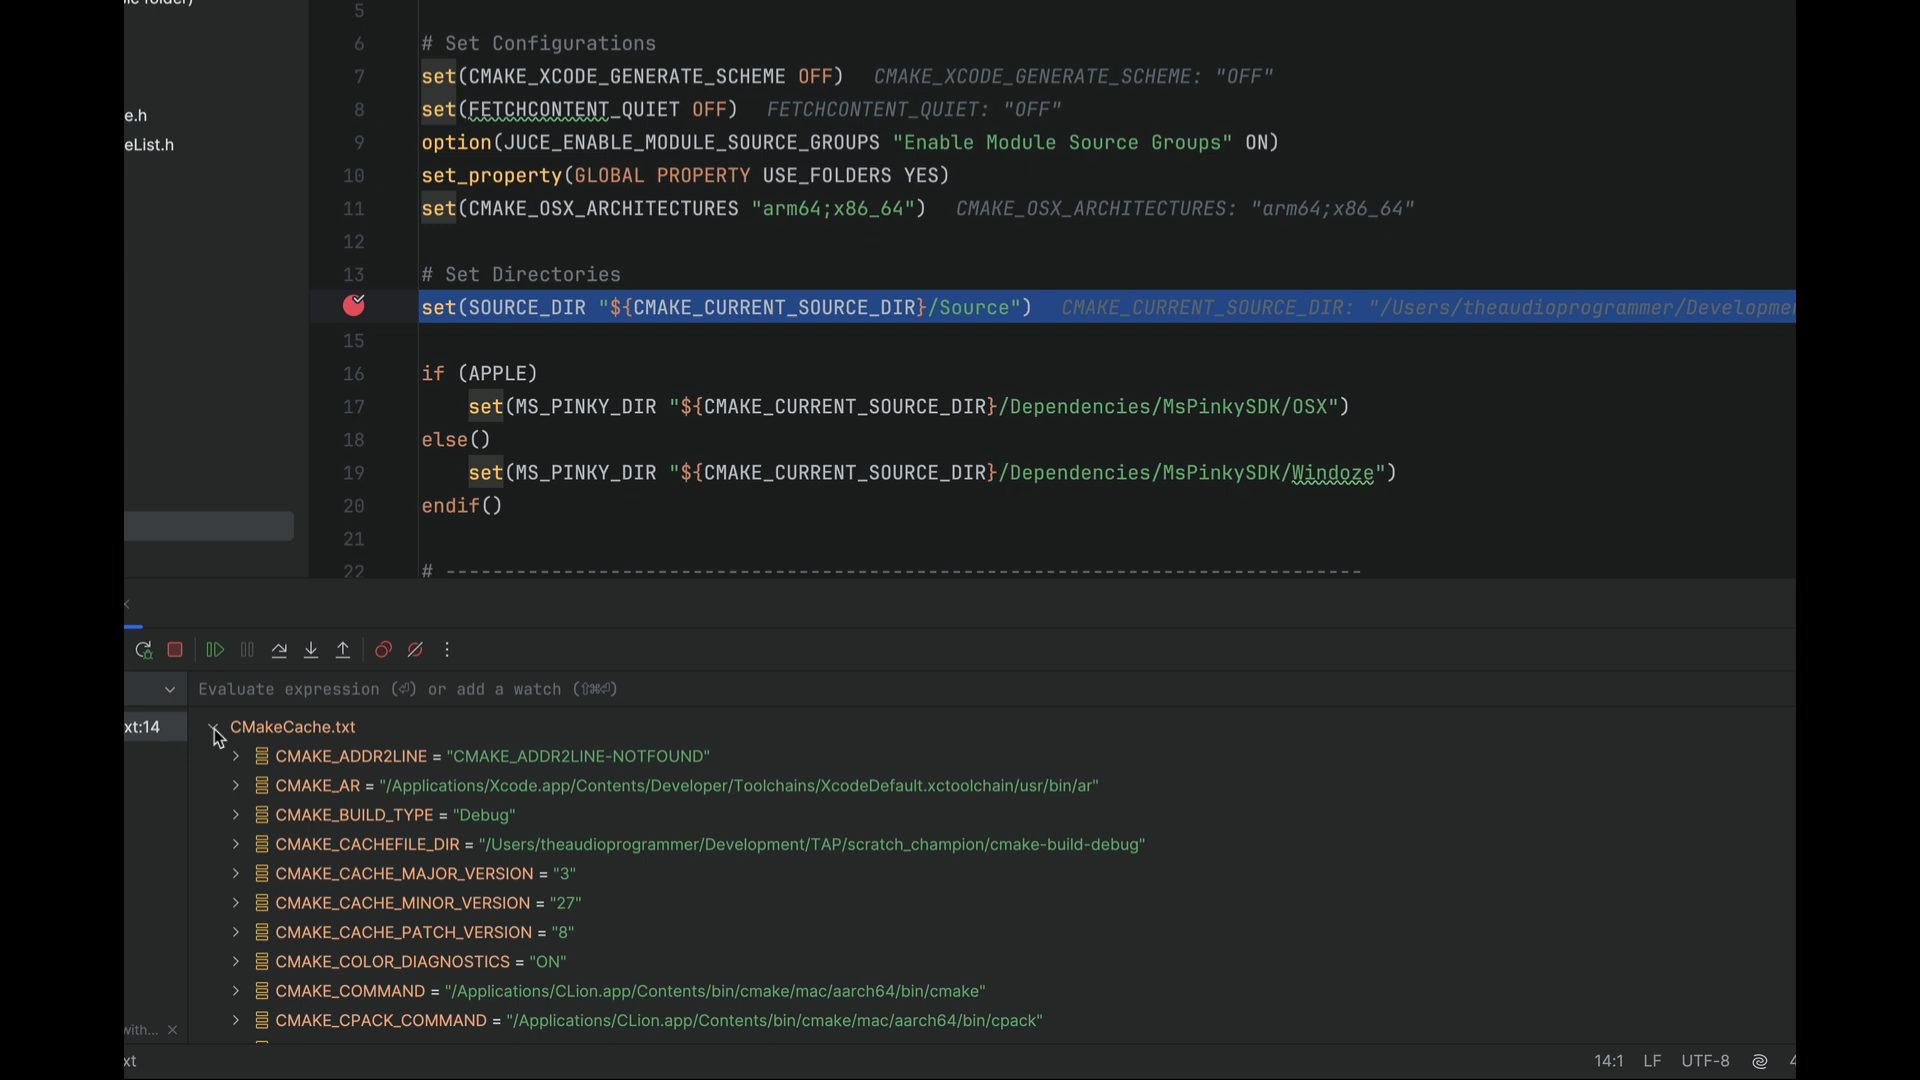 5
6 # Set Configurations
7 set(CMAKE_XCODE_GENERATE_SCHEME OFF) CMAKE_XCODE_GENERATE_SCHEME: "OFF"
8 set(FETCHCONTENT_QUIET OFF) FETCHCONTENT_QUIET: "OFF"
e.h
9 option(JUCE_ENABLE_MODULE_SOURCE_GROUPS "Enable Module Source Groups" ON)
eList.h
10 set_property(GLOBAL PROPERTY USE_FOLDERS YES)
11 set(CMAKE_OSX_ARCHITECTURES "arm64;x86_64") CMAKE_OSX_ARCHITECTURES: "arm64;x86_64"
12
13 # Set Directories
set(SOURCE_DIR "${CMAKE_CURRENT_SOURCE_DIR}/Source") CMAKE_CURRENT_SOURCE_DIR: "/Users/theaudioprogrammer/Developme
15
16 if (APPLE)
17 set(MS_PINKY_DIR "${CMAKE_CURRENT_SOURCE_DIR}/Dependencies/MsPinkySDK/OSX")
18 else()
19 set(MS_PINKY_DIR "${CMAKE_CURRENT_SOURCE_DIR}/Dependencies/MsPinkySDK/Windoze")
20 endif()
21
22 # ------------------------------------------------------------------------------
Evaluate expression (⏎) or add a watch (⇧⌘⏎)
xt:14
CMakeCache.txt
CMAKE_ADDR2LINE = "CMAKE_ADDR2LINE-NOTFOUND"
CMAKE_AR = "/Applications/Xcode.app/Contents/Developer/Toolchains/XcodeDefault.xctoolchain/usr/bin/ar"
CMAKE_BUILD_TYPE = "Debug"
CMAKE_CACHEFILE_DIR = "/Users/theaudioprogrammer/Development/TAP/scratch_champion/cmake-build-debug"
CMAKE_CACHE_MAJOR_VERSION = "3"
CMAKE_CACHE_MINOR_VERSION = "27"
CMAKE_CACHE_PATCH_VERSION = "8"
CMAKE_COLOR_DIAGNOSTICS = "ON"
CMAKE_COMMAND = "/Applications/CLion.app/Contents/bin/cmake/mac/aarch64/bin/cmake"
CMAKE_CPACK_COMMAND = "/Applications/CLion.app/Contents/bin/cmake/mac/aarch64/bin/cpack"
with...
xt
14:1 LF UTF-8